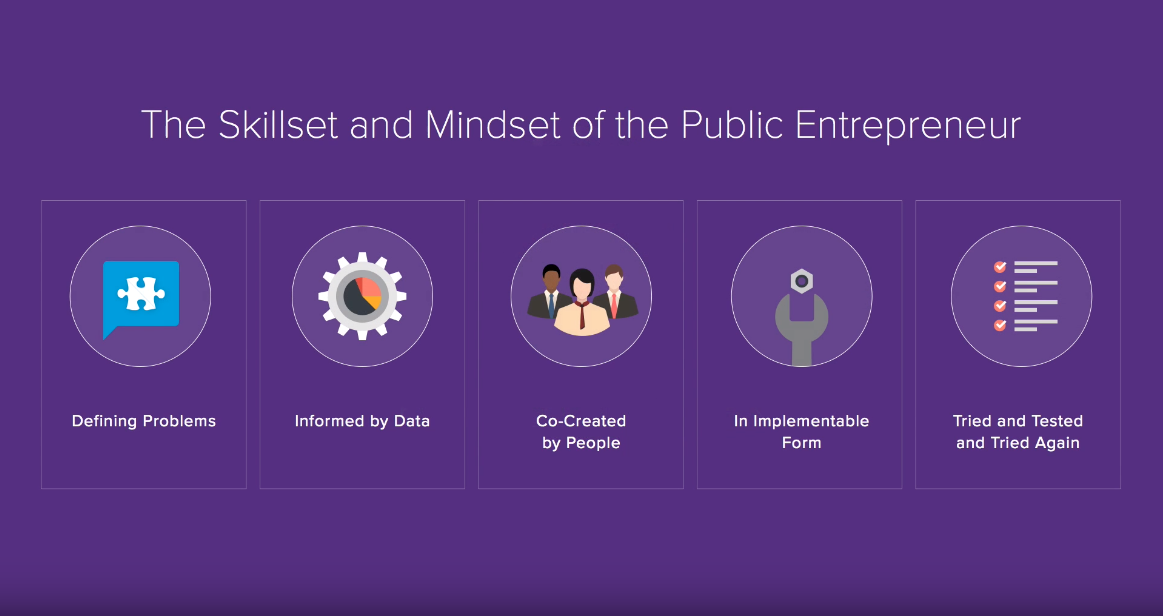 The Skillset and Mindset of the Public Entrepreneur
Defining Problems
Informed by Data
Co-Created
by People
In Implementable
Form
Tried and Tested
and Tried Again